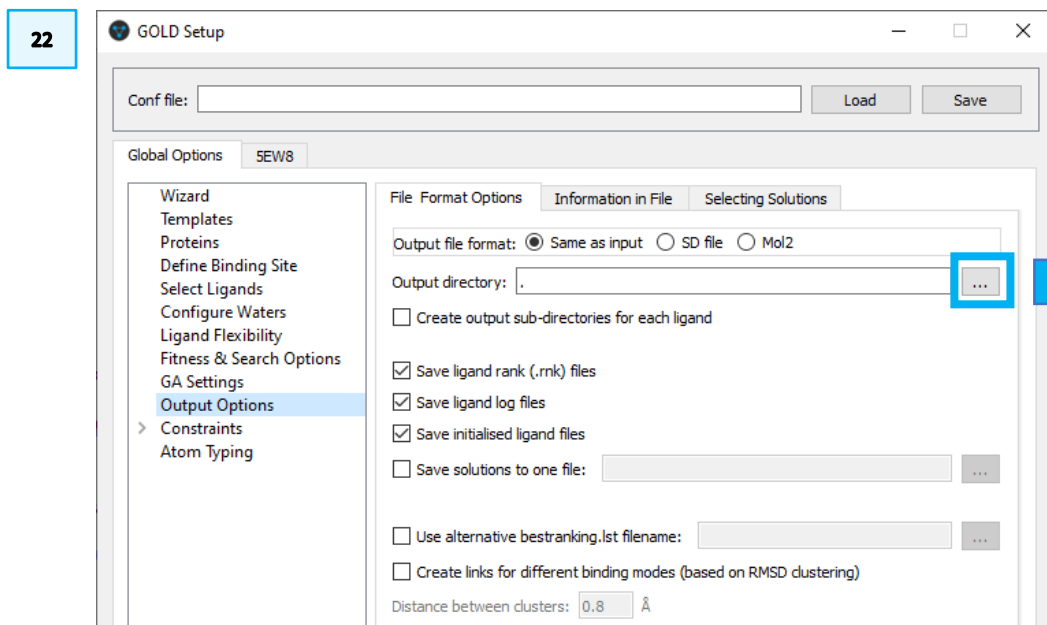 22
GOLD Setup
Conf file: Load Save
Global Options 5EW8
Wizard
Templates
Proteins
Define Binding Site
Select Ligands
Configure Waters
Ligand Flexibility
Fitness & Search Options
GA Settings
Output Options
Constraints
Atom Typing
File Format Options Information in File Selecting Solutions
Output file format: Same as input SD file Mol2
Output directory: . ...
Create output sub-directories for each ligand
Save ligand rank (.rnk) files
Save ligand log files
Save initialised ligand files
Save solutions to one file: ...
Use alternative bestranking.lst filename: ...
Create links for different binding modes (based on RMSD clustering)
Distance between clusters: 0.8 Å